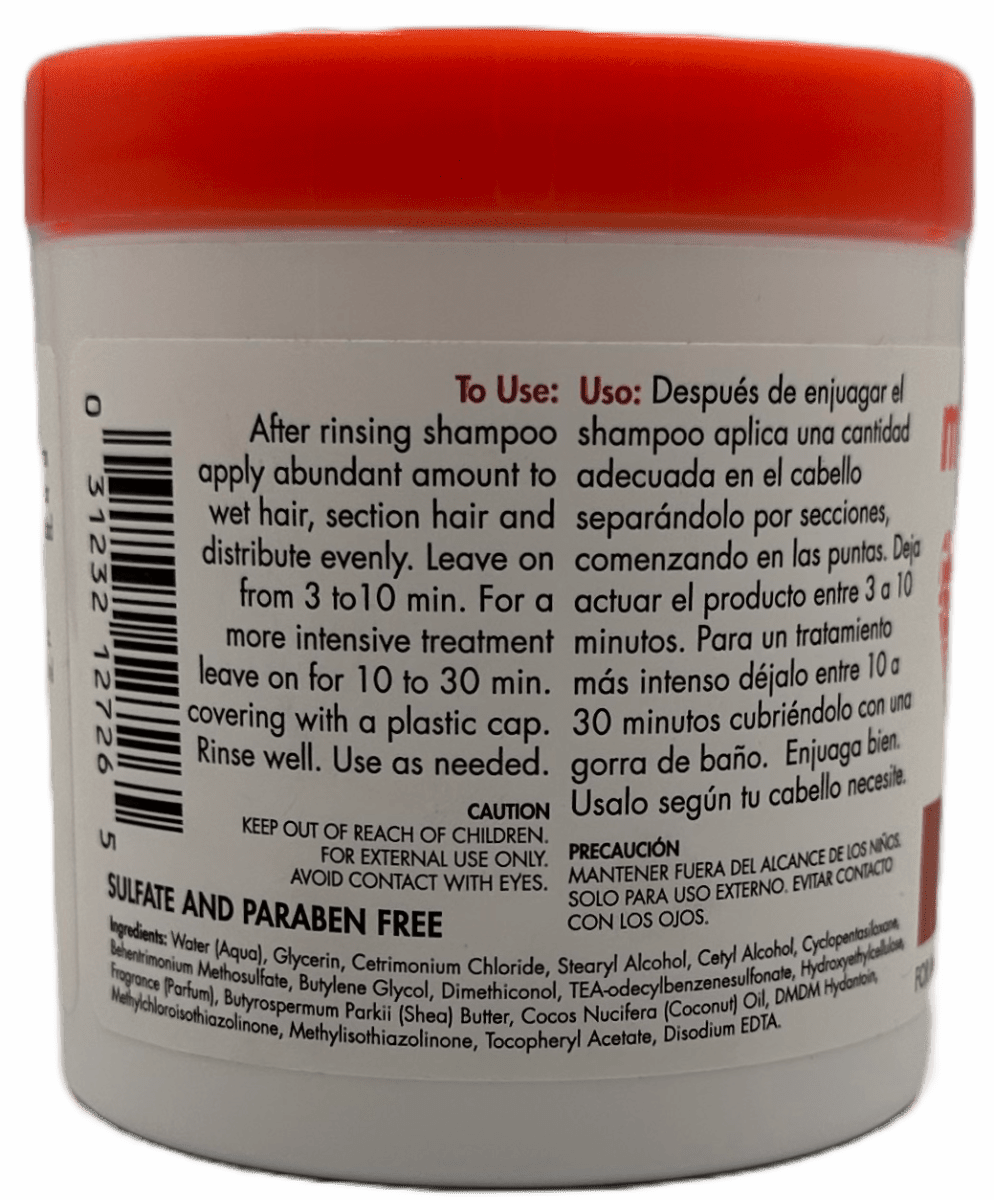 0 31232 12726 5
To Use:
After rinsing shampoo
apply abundant amount to
wet hair, section hair and
distribute evenly. Leave on
from 3 to10 min. For a
more intensive treatment
leave on for 10 to 30 min.
covering with a plastic cap.
Rinse well. Use as needed.
CAUTION
KEEP OUT OF REACH OF CHILDREN.
FOR EXTERNAL USE ONLY.
AVOID CONTACT WITH EYES.
Uso: Después de enjuagar el
shampoo aplica una cantidad
adecuada en el cabello
separándolo por secciones,
comenzando en las puntas. Deja
actuar el producto entre 3 a 10
minutos. Para un tratamiento
más intenso déjalo entre 10 a
30 minutos cubriéndolo con una
gorra de baño. Enjuaga bien.
Usalo según tu cabello necesite.
PRECAUCIÓN
MANTENER FUERA DEL ALCANCE DE LOS NIÑOS.
SOLO PARA USO EXTERNO. EVITAR CONTACTO
CON LOS OJOS.
SULFATE AND PARABEN FREE
Ingredients: Water (Aqua), Glycerin, Cetrimonium Chloride, Stearyl Alcohol, Cetyl Alcohol, Cyclopentasiloxane,
Behentrimonium Methosulfate, Butylene Glycol, Dimethiconol, TEA-odecylbenzenesulfonate, Hydroxyethylcellulose,
Fragrance (Parfum), Butyrospermum Parkii (Shea) Butter, Cocos Nucifera (Coconut) Oil, DMDM Hydantoin,
Methylchloroisothiazolinone, Methylisothiazolinone, Tocopheryl Acetate, Disodium EDTA.